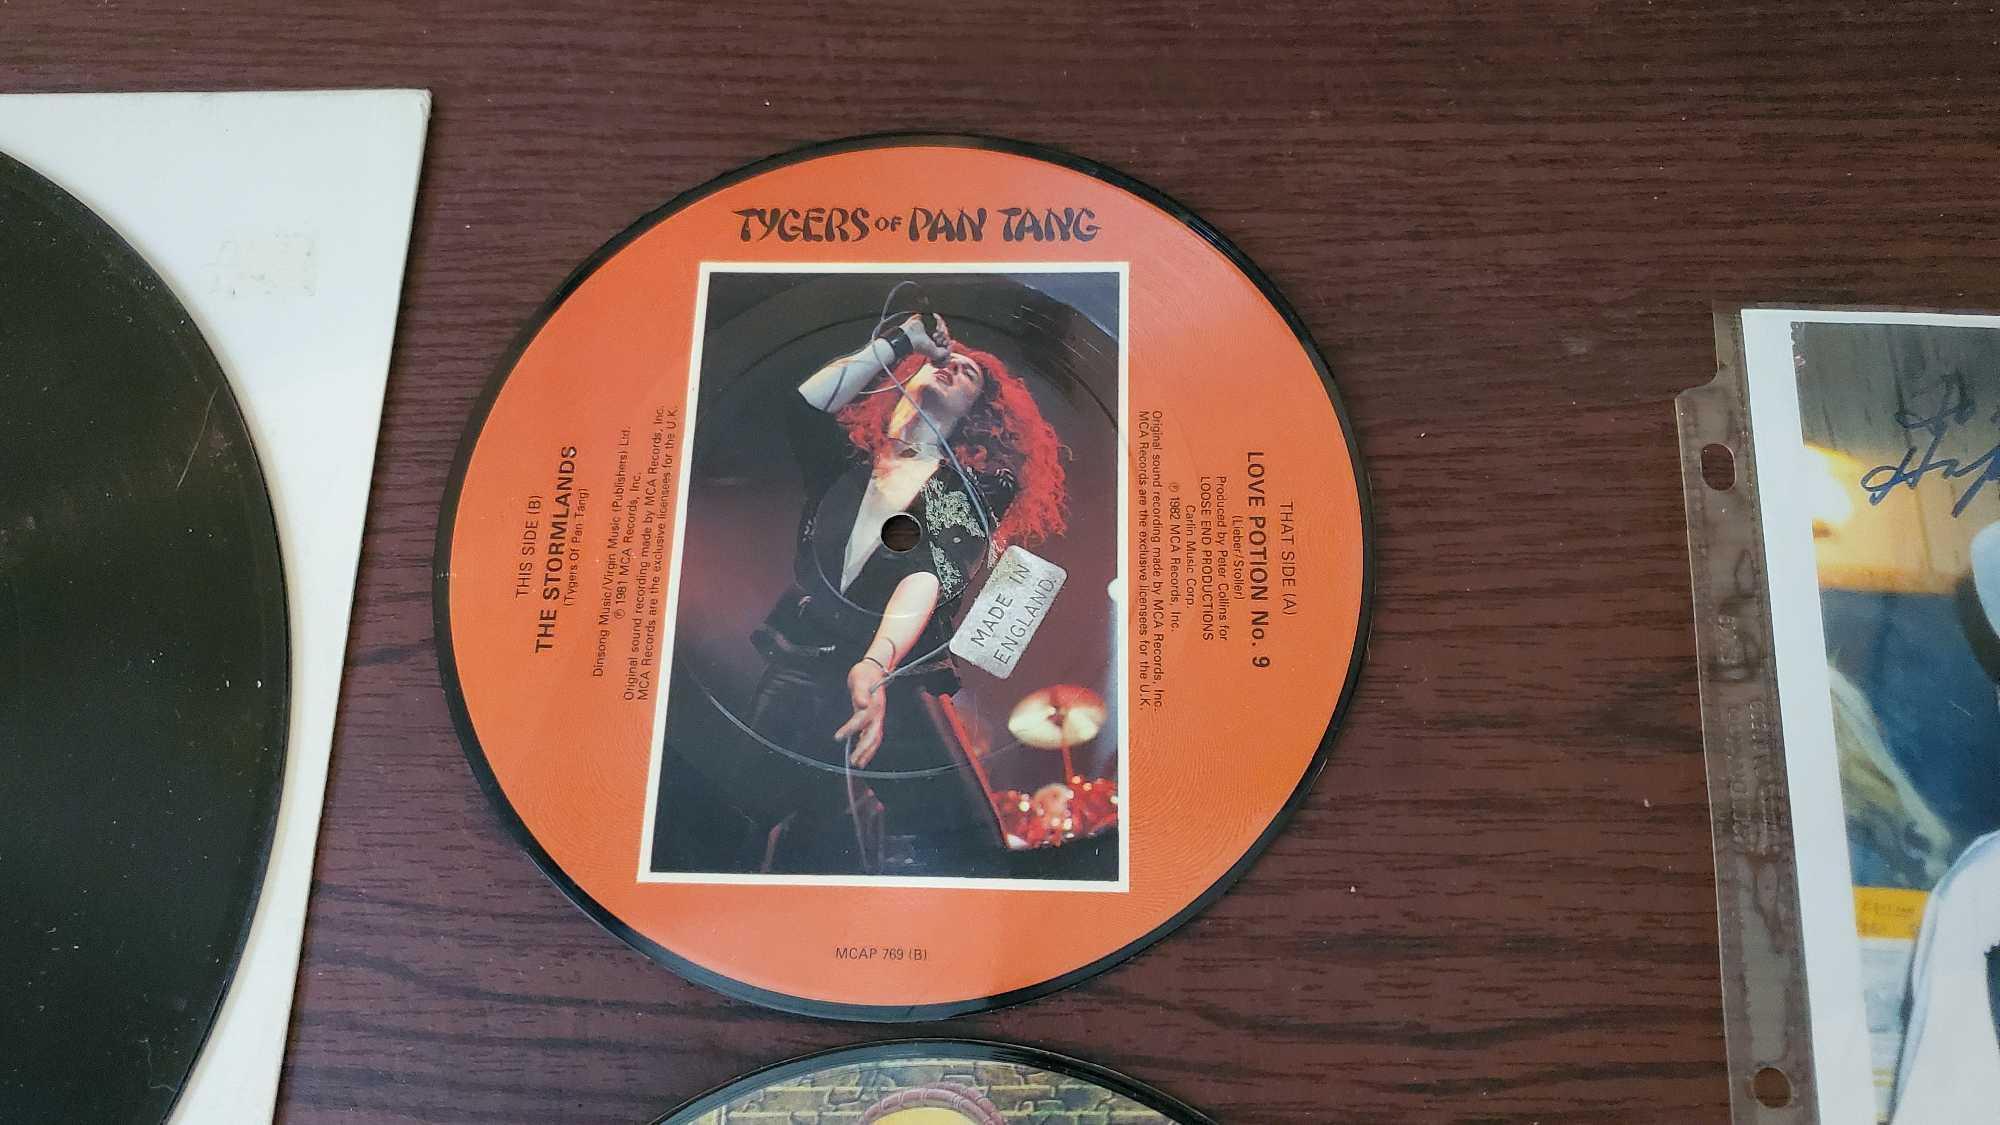 TYGERS OF PAN TANG
THIS SIDE (B)
THE STORMLANDS
(Tygers Of Pan Tang)
Dinsong Music/Virgin Music (Publishers) Ltd.
℗ 1981 MCA Records, Inc.
Original sound recording made by MCA Records, Inc.
MCA Records are the exclusive licensees for the U.K.
MADE IN
ENGLAND.
THAT SIDE (A)
LOVE POTION No. 9
(Lieber/Stroller)
Produced by Peter Collins for
LOOSE END PRODUCTIONS
Carlin Music Corp.
℗ 1982 MCA Records, Inc.
Original sound recording made by MCA Records, Inc.
MCA Records are the exclusive licensees for the U.K.
MCAP 769 (B)